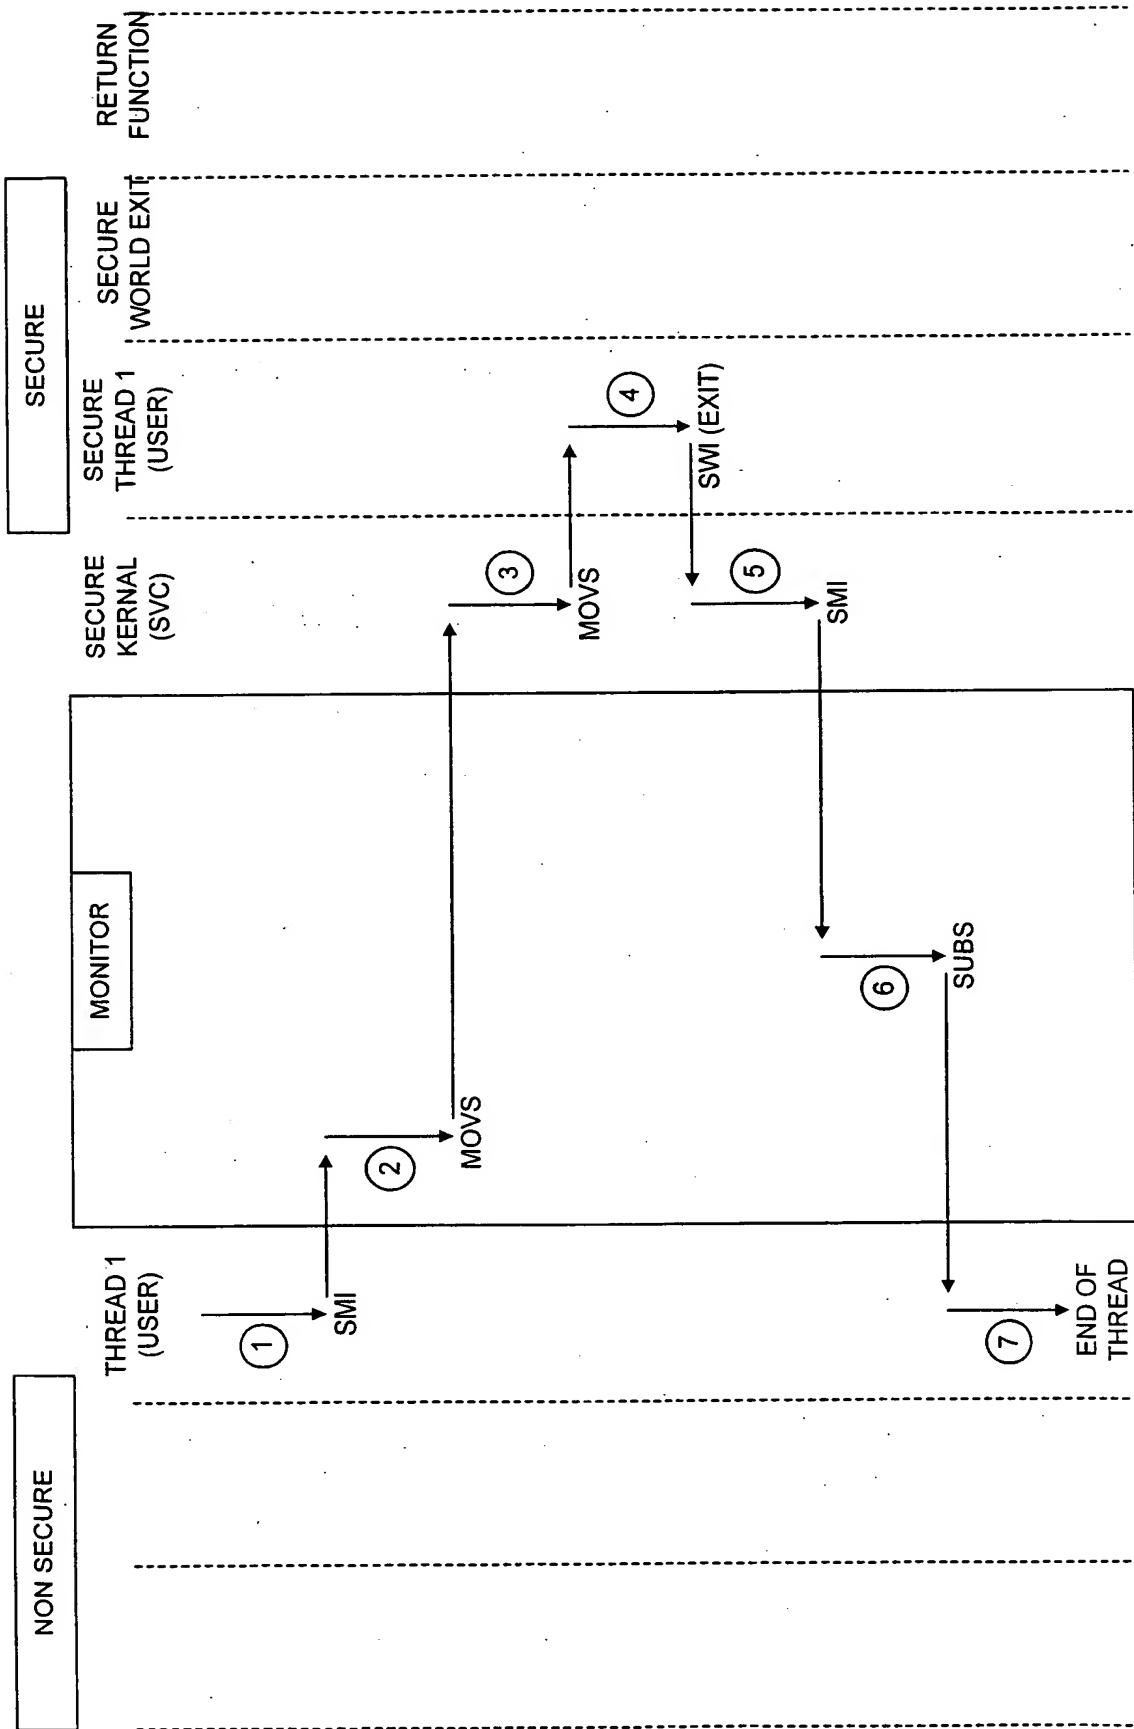 NON SECURE
MONITOR
SECURE
THREAD 1
(USER)
SECURE
KERNAL
(SVC)
SECURE
THREAD 1
(USER)
SECURE
WORLD EXIT
RETURN
FUNCTION
1
SMI
2
MOVS
3
MOVS
4
SWI (EXIT)
5
SMI
6
SUBS
7
END OF
THREAD